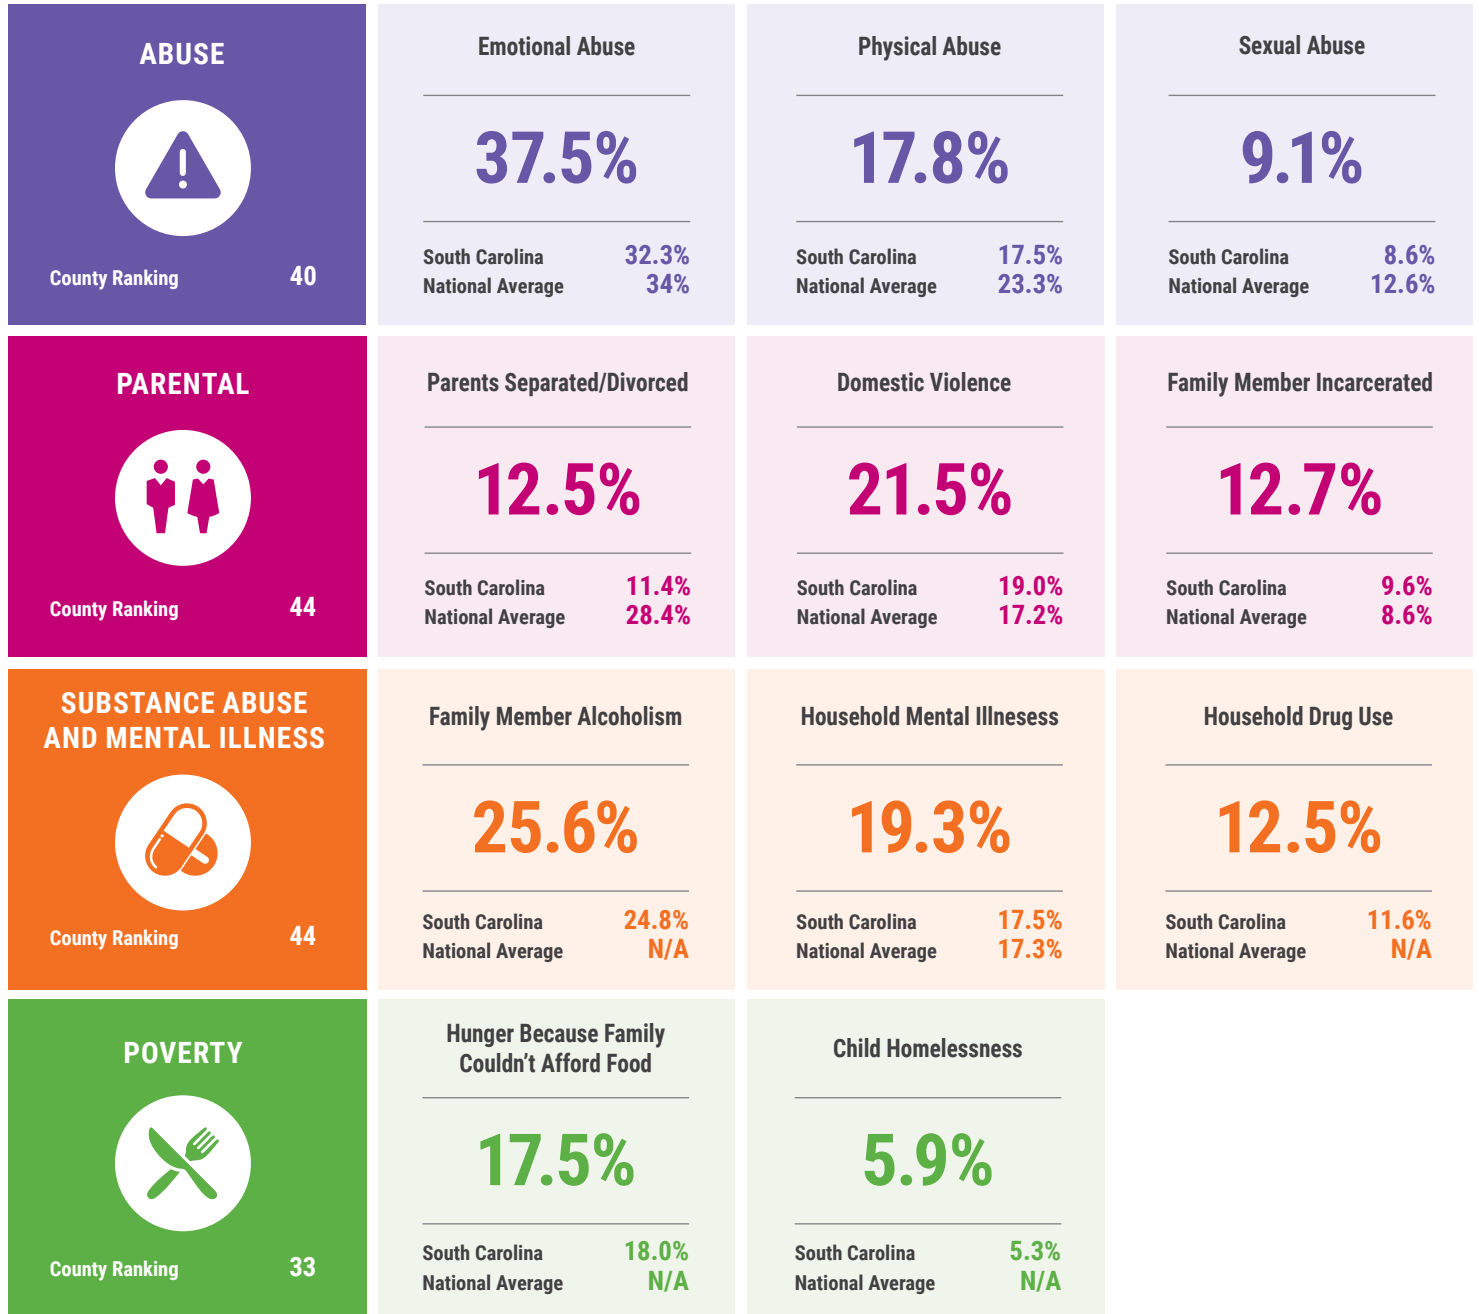 ABUSE
County Ranking 40
Emotional Abuse
37.5%
South Carolina 32.3%
National Average 34%
Physical Abuse
17.8%
South Carolina 17.5%
National Average 23.3%
Sexual Abuse
9.1%
South Carolina 8.6%
National Average 12.6%
PARENTAL
County Ranking 44
Parents Separated/Divorced
12.5%
South Carolina 11.4%
National Average 28.4%
Domestic Violence
21.5%
South Carolina 19.0%
National Average 17.2%
Family Member Incarcerated
12.7%
South Carolina 9.6%
National Average 8.6%
SUBSTANCE ABUSE
AND MENTAL ILLNESS
County Ranking 44
Family Member Alcoholism
25.6%
South Carolina 24.8%
National Average N/A
Household Mental Illnesess
19.3%
South Carolina 17.5%
National Average 17.3%
Household Drug Use
12.5%
South Carolina 11.6%
National Average N/A
POVERTY
County Ranking 33
Hunger Because Family
Couldn’t Afford Food
17.5%
South Carolina 18.0%
National Average N/A
Child Homelessness
5.9%
South Carolina 5.3%
National Average N/A